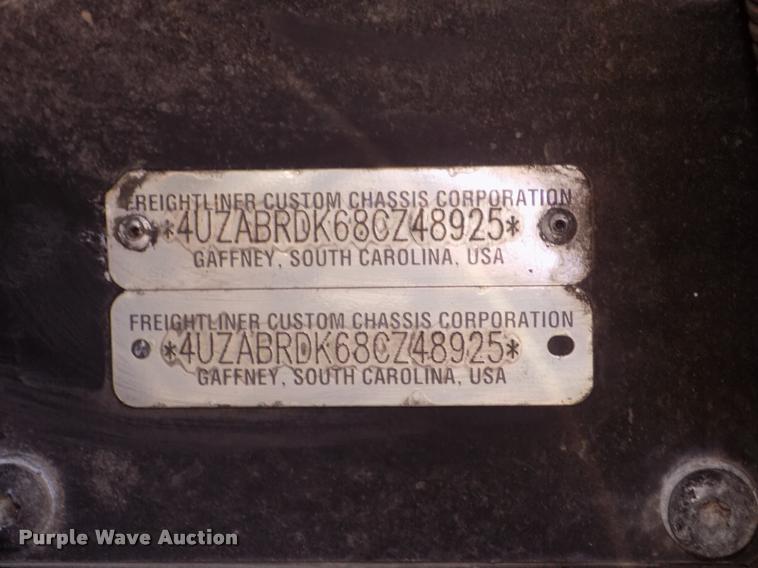 FREIGHTLINER CUSTOM CHASSIS CORPORATION
*4UZABRDK68CZ48925*
GAFFNEY, SOUTH CAROLINA, USA
FREIGHTLINER CUSTOM CHASSIS CORPORATION
*4UZABRDK68CZ48925*
GAFFNEY, SOUTH CAROLINA, USA
Purple Wave Auction